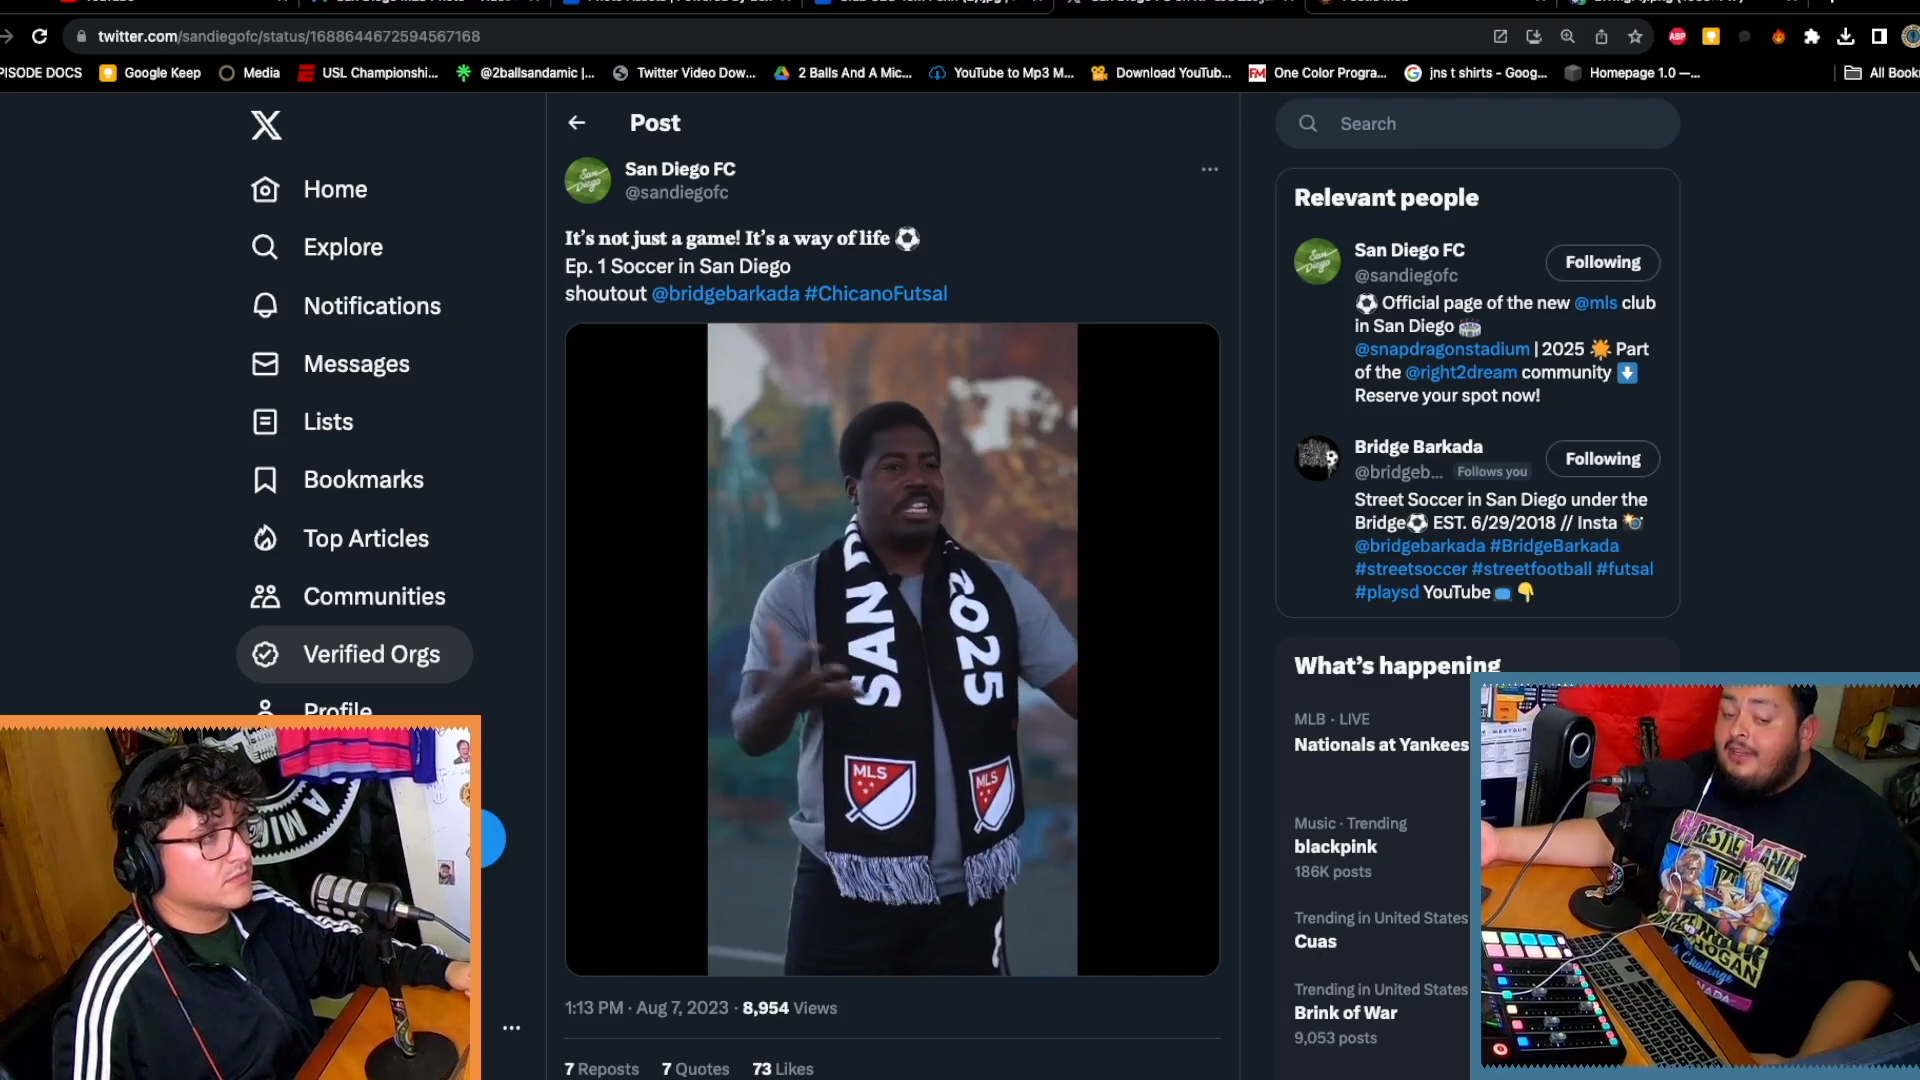 twitter.com/sandiegofc/status/1688644672594567168
PISODE DOCS
Google Keep
Media
USL Championshi...
@2ballsandamic |...
Twitter Video Dow...
2 Balls And A Mic...
YouTube to Mp3 M...
Download YouTub...
One Color Progra...
jns t shirts - Goog...
Homepage 1.0 —...
All Book
Home
Explore
Notifications
Messages
Lists
Bookmarks
Top Articles
Communities
Verified Orgs
Profile
Post
San Diego FC
@sandiegofc
It's not just a game! It's a way of life ⚽
Ep. 1 Soccer in San Diego
shoutout @bridgebarkada #ChicanoFutsal
SAN D
2025
MLS
MLS
1:13 PM · Aug 7, 2023 · 8,954 Views
7 Reposts 7 Quotes 73 Likes
Search
Relevant people
San Diego FC
@sandiegofc
Following
⚽ Official page of the new @mls club
in San Diego 🏟️
@snapdragonstadium | 2025 ☀️ Part
of the @right2dream community ⬇️
Reserve your spot now!
Bridge Barkada
@bridgeb... Follows you
Following
Street Soccer in San Diego under the
Bridge⚽ EST. 6/29/2018 // Insta 📸
@bridgebarkada #BridgeBarkada
#streetsoccer #streetfootball #futsal
#playsd YouTube📺 👇
What's happening
MLB · LIVE
Nationals at Yankees
Music · Trending
blackpink
186K posts
Trending in United States
Cuas
Trending in United States
Brink of War
9,053 posts
A MIC
WRESTLEMANIA
HOGAN
Challenge